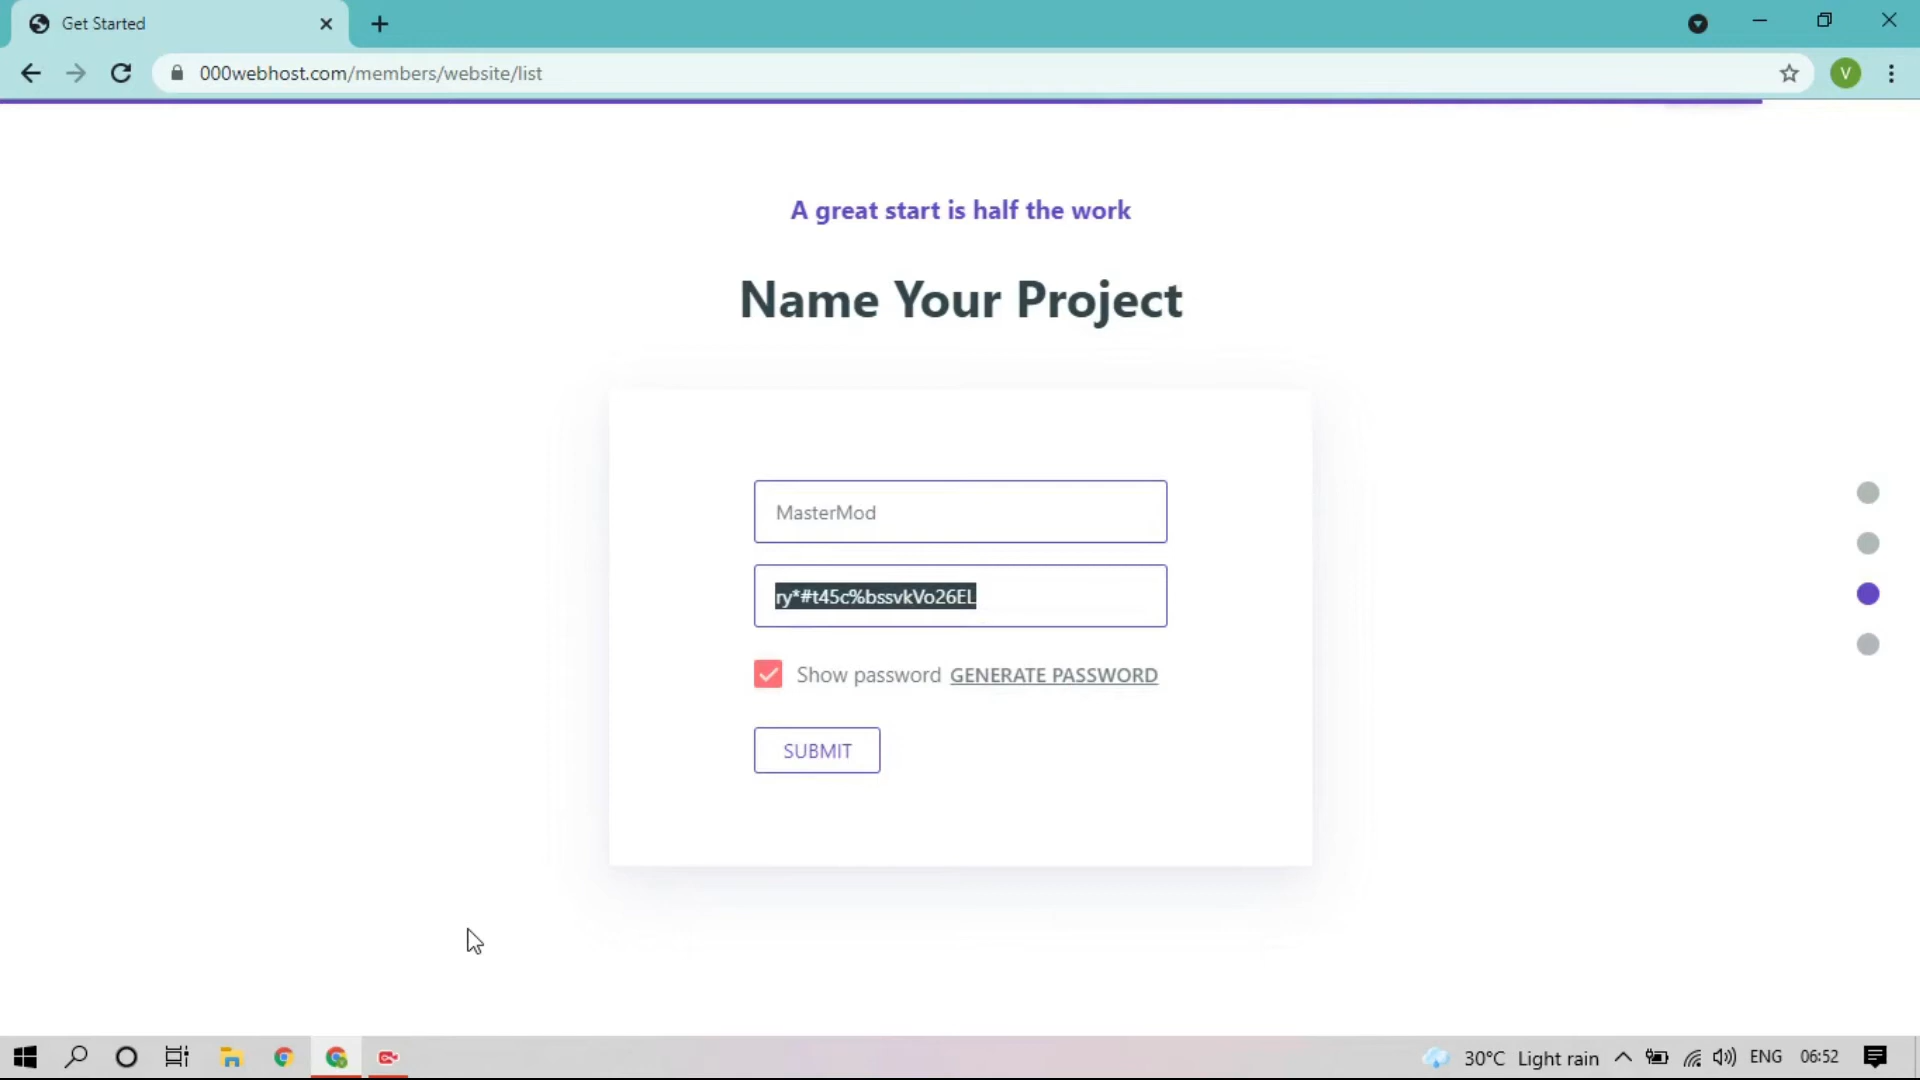 Get Started
000webhost.com/members/website/list
V
A great start is half the work
Name Your Project
MasterMod
ry*#t45c%bssvkVo26EL
Show password GENERATE PASSWORD
SUBMIT
30°C Light rain ENG 06:52